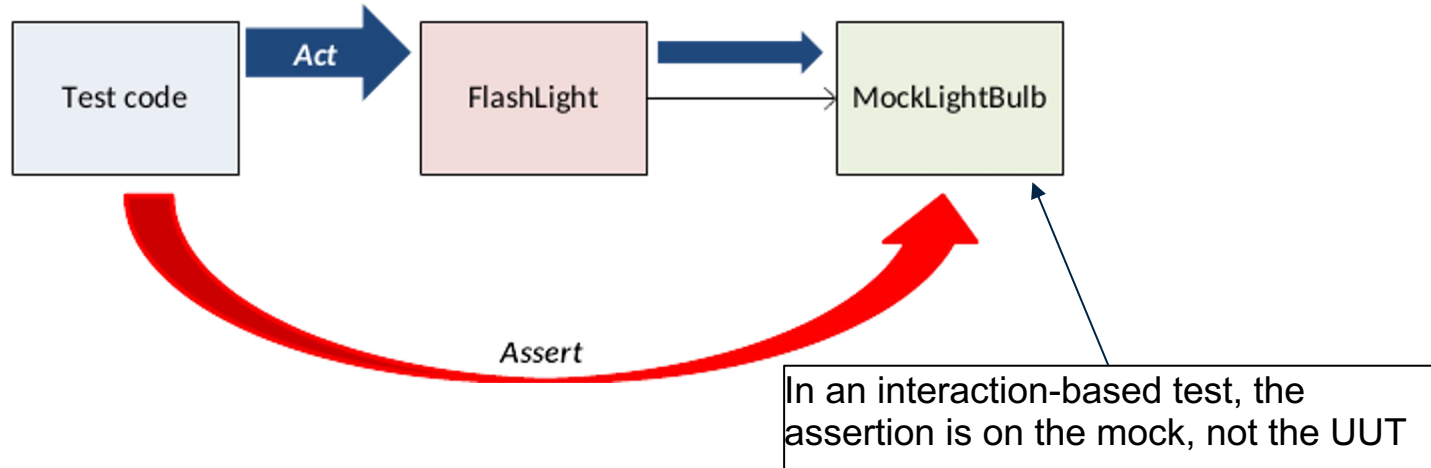 Test code
Act
FlashLight
MockLightBulb
Assert
In an interaction-based test, the
assertion is on the mock, not the UUT